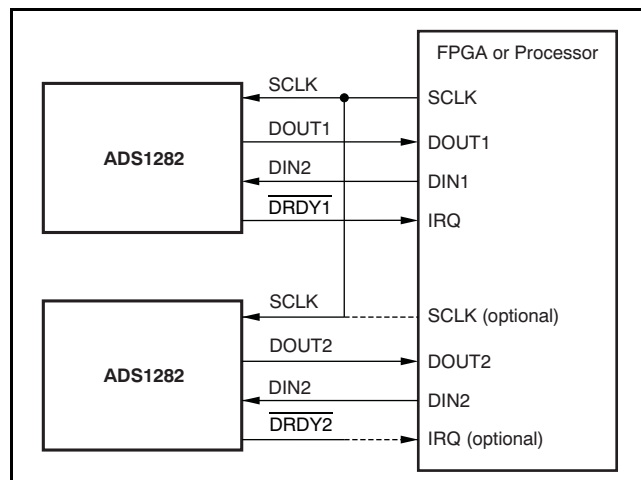 FPGA or Processor
SCLK
SCLK
DOUT1
DOUT1
ADS1282
DIN2
DIN1
DRDY1
IRQ
SCLK
SCLK (optional)
DOUT2
DOUT2
ADS1282
DIN2
DIN2
DRDY2
IRQ (optional)